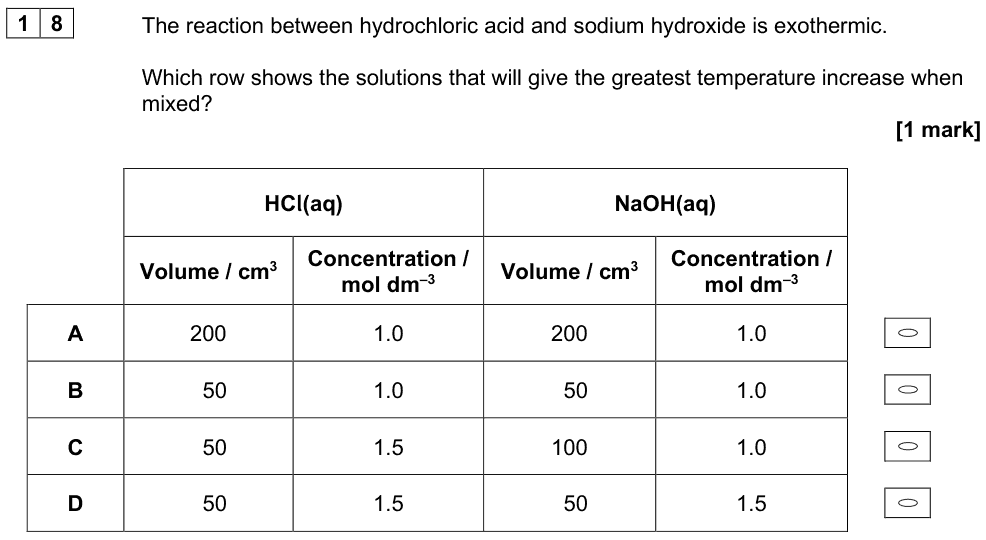 1 8 The reaction between hydrochloric acid and sodium hydroxide is exothermic.
Which row shows the solutions that will give the greatest temperature increase when
mixed?
[1 mark]
HCl(aq) NaOH(aq)
Volume / cm³ Concentration / mol dm⁻³ Volume / cm³ Concentration / mol dm⁻³
A 200 1.0 200 1.0
B 50 1.0 50 1.0
C 50 1.5 100 1.0
D 50 1.5 50 1.5